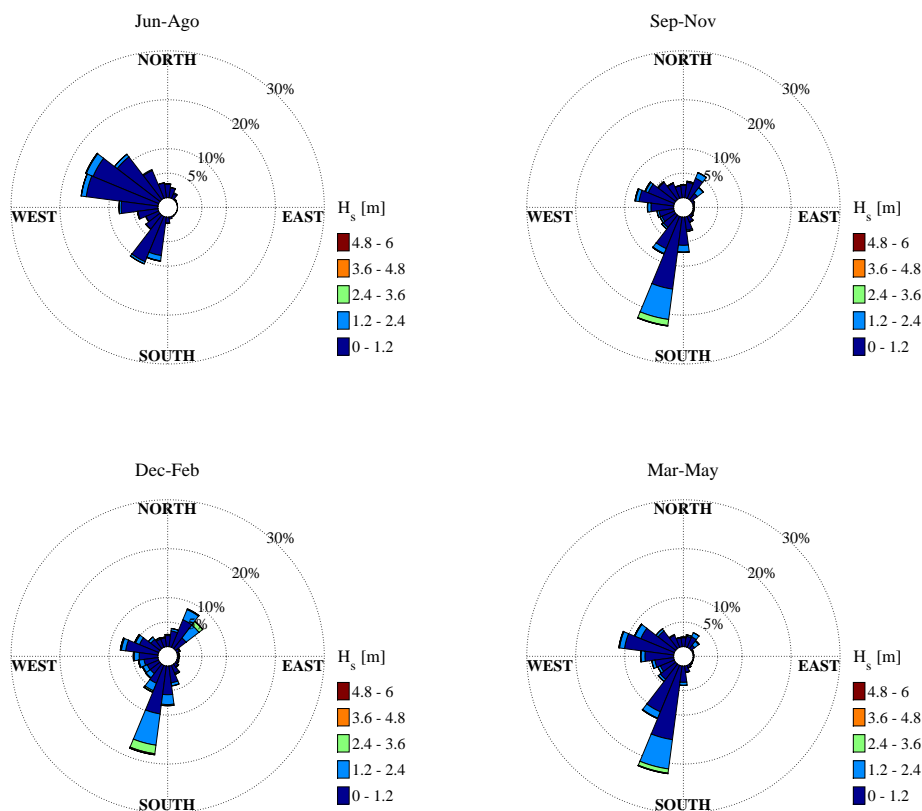 Jun-Ago
NORTH
30%
20%
10%
5%
WEST
EAST
SOUTH
Sep-Nov
NORTH
30%
20%
10%
5%
WEST
EAST
SOUTH
H_s [m]
4.8 - 6
3.6 - 4.8
2.4 - 3.6
1.2 - 2.4
0 - 1.2
H_s [m]
4.8 - 6
3.6 - 4.8
2.4 - 3.6
1.2 - 2.4
0 - 1.2
Dec-Feb
NORTH
30%
20%
10%
5%
WEST
EAST
SOUTH
H_s [m]
4.8 - 6
3.6 - 4.8
2.4 - 3.6
1.2 - 2.4
0 - 1.2
Mar-May
NORTH
30%
20%
10%
5%
WEST
EAST
SOUTH
H_s [m]
4.8 - 6
3.6 - 4.8
2.4 - 3.6
1.2 - 2.4
0 - 1.2